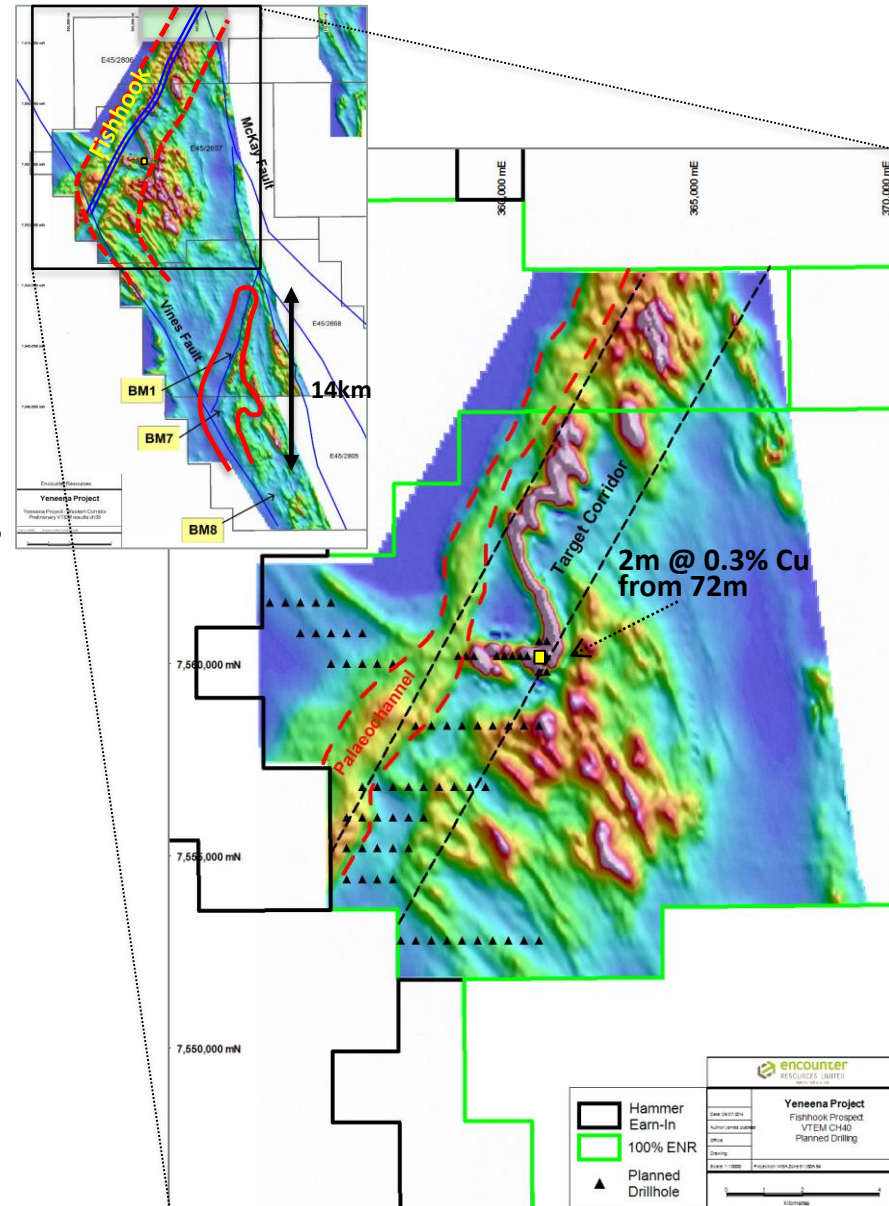 E45/2806
Fishhook
McKay Fault
E45/2657
Vines Fault
E45/2658
14km
BM1
BM7
E45/2805
BM8
Encounter Resources
Yeneena Project
360,000 mE
365,000 mE
370,000 mE
Target Corridor
2m @ 0.3% Cu
from 72m
7,560,000 mN
Palaeochannel
7,555,000 mN
7,550,000 mN
Hammer
Earn-In
100% ENR
Planned
Drillhole
encounter
RESOURCES LIMITED
Yeneena Project
Fishhook Prospect
VTEM CH40
Planned Drilling
kilometres